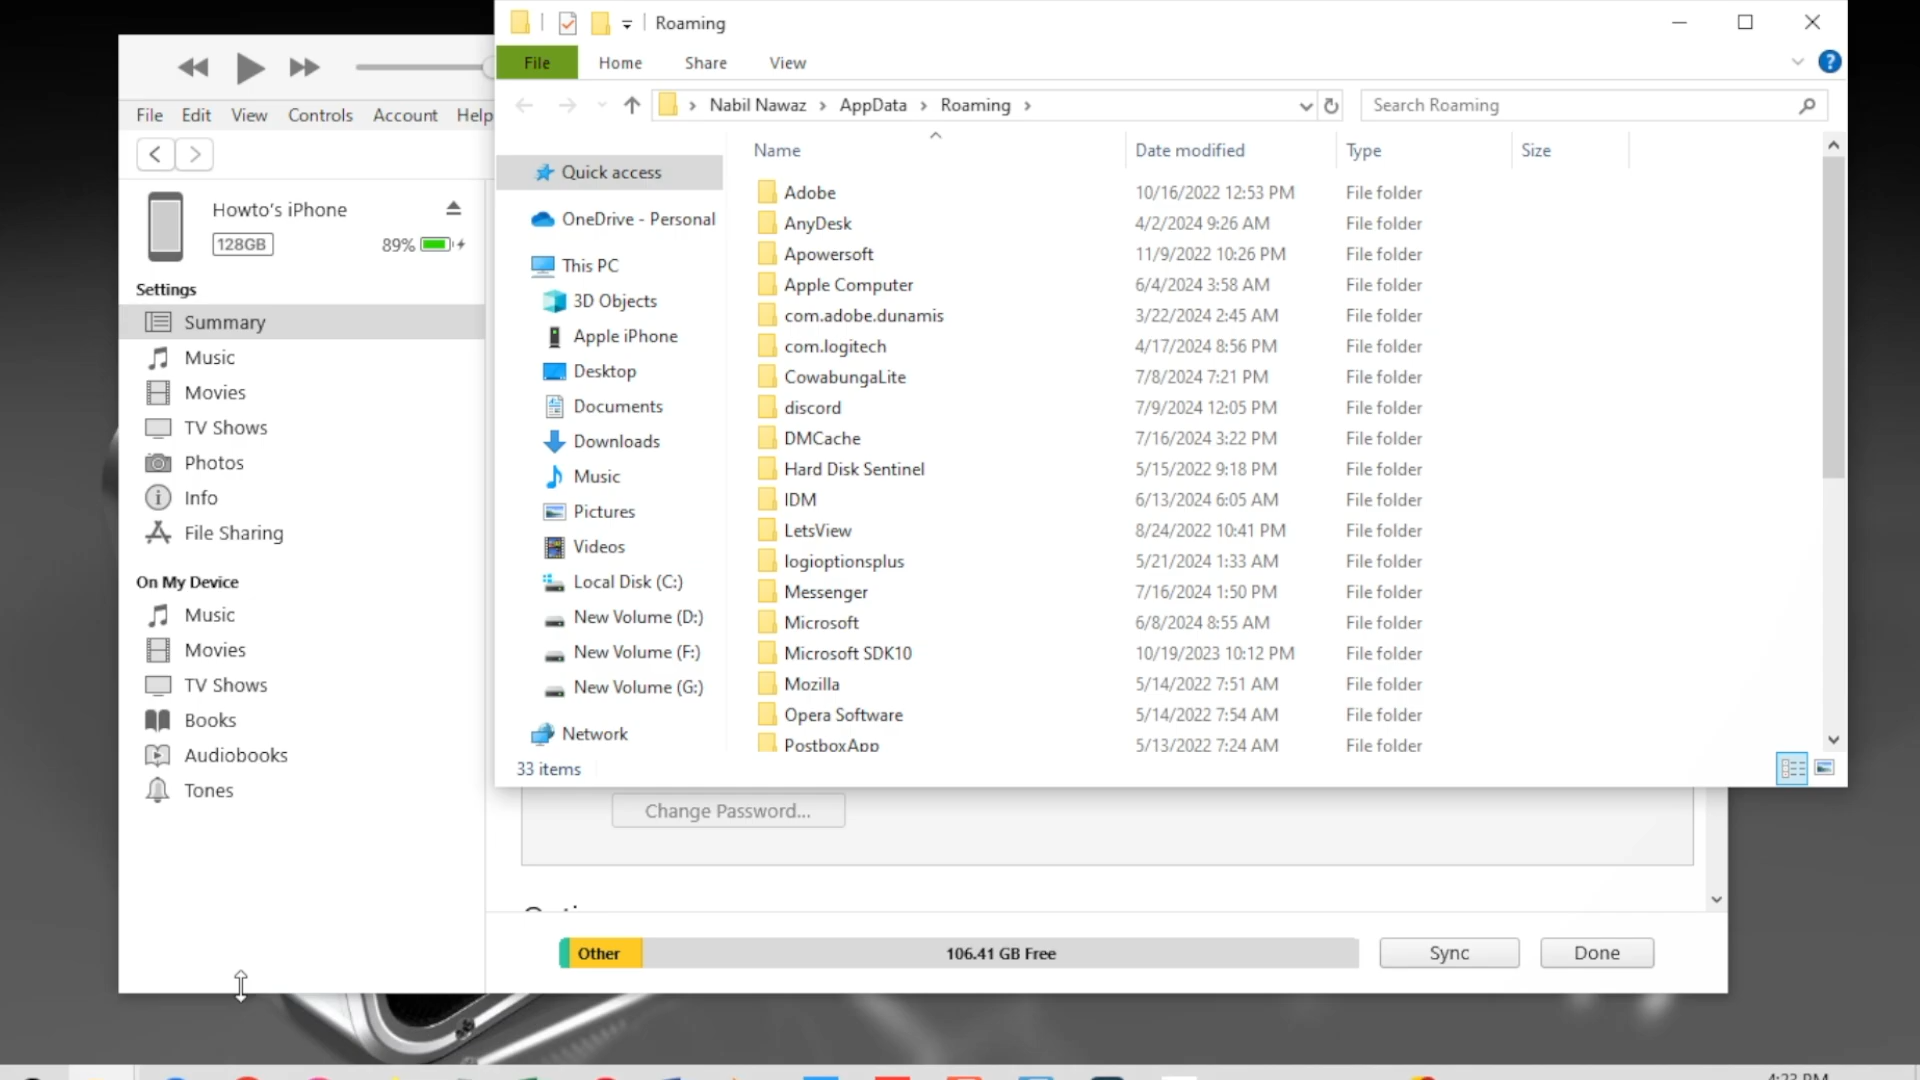 Roaming
File Home Share View
Nabil Nawaz AppData Roaming
Search Roaming
File Edit View Controls Account Help
Howto's iPhone
128GB 89%
Settings
Summary
Music
Movies
TV Shows
Photos
Info
File Sharing
On My Device
Music
Movies
TV Shows
Books
Audiobooks
Tones
Quick access
OneDrive - Personal
This PC
3D Objects
Apple iPhone
Desktop
Documents
Downloads
Music
Pictures
Videos
Local Disk (C:)
New Volume (D:)
New Volume (F:)
New Volume (G:)
Network
Name Date modified Type Size
Adobe 10/16/2022 12:53 PM File folder
AnyDesk 4/2/2024 9:26 AM File folder
Apowersoft 11/9/2022 10:26 PM File folder
Apple Computer 6/4/2024 3:58 AM File folder
com.adobe.dunamis 3/22/2024 2:45 AM File folder
com.logitech 4/17/2024 8:56 PM File folder
CowabungaLite 7/8/2024 7:21 PM File folder
discord 7/9/2024 12:05 PM File folder
DMCache 7/16/2024 3:22 PM File folder
Hard Disk Sentinel 5/15/2022 9:18 PM File folder
IDM 6/13/2024 6:05 AM File folder
LetsView 8/24/2022 10:41 PM File folder
logioptionsplus 5/21/2024 1:33 AM File folder
Messenger 7/16/2024 1:50 PM File folder
Microsoft 6/8/2024 8:55 AM File folder
Microsoft SDK10 10/19/2023 10:12 PM File folder
Mozilla 5/14/2022 7:51 AM File folder
Opera Software 5/14/2022 7:54 AM File folder
PostboxApp 5/13/2022 7:24 AM File folder
33 items
Change Password...
Other 106.41 GB Free Sync Done
4:23 PM